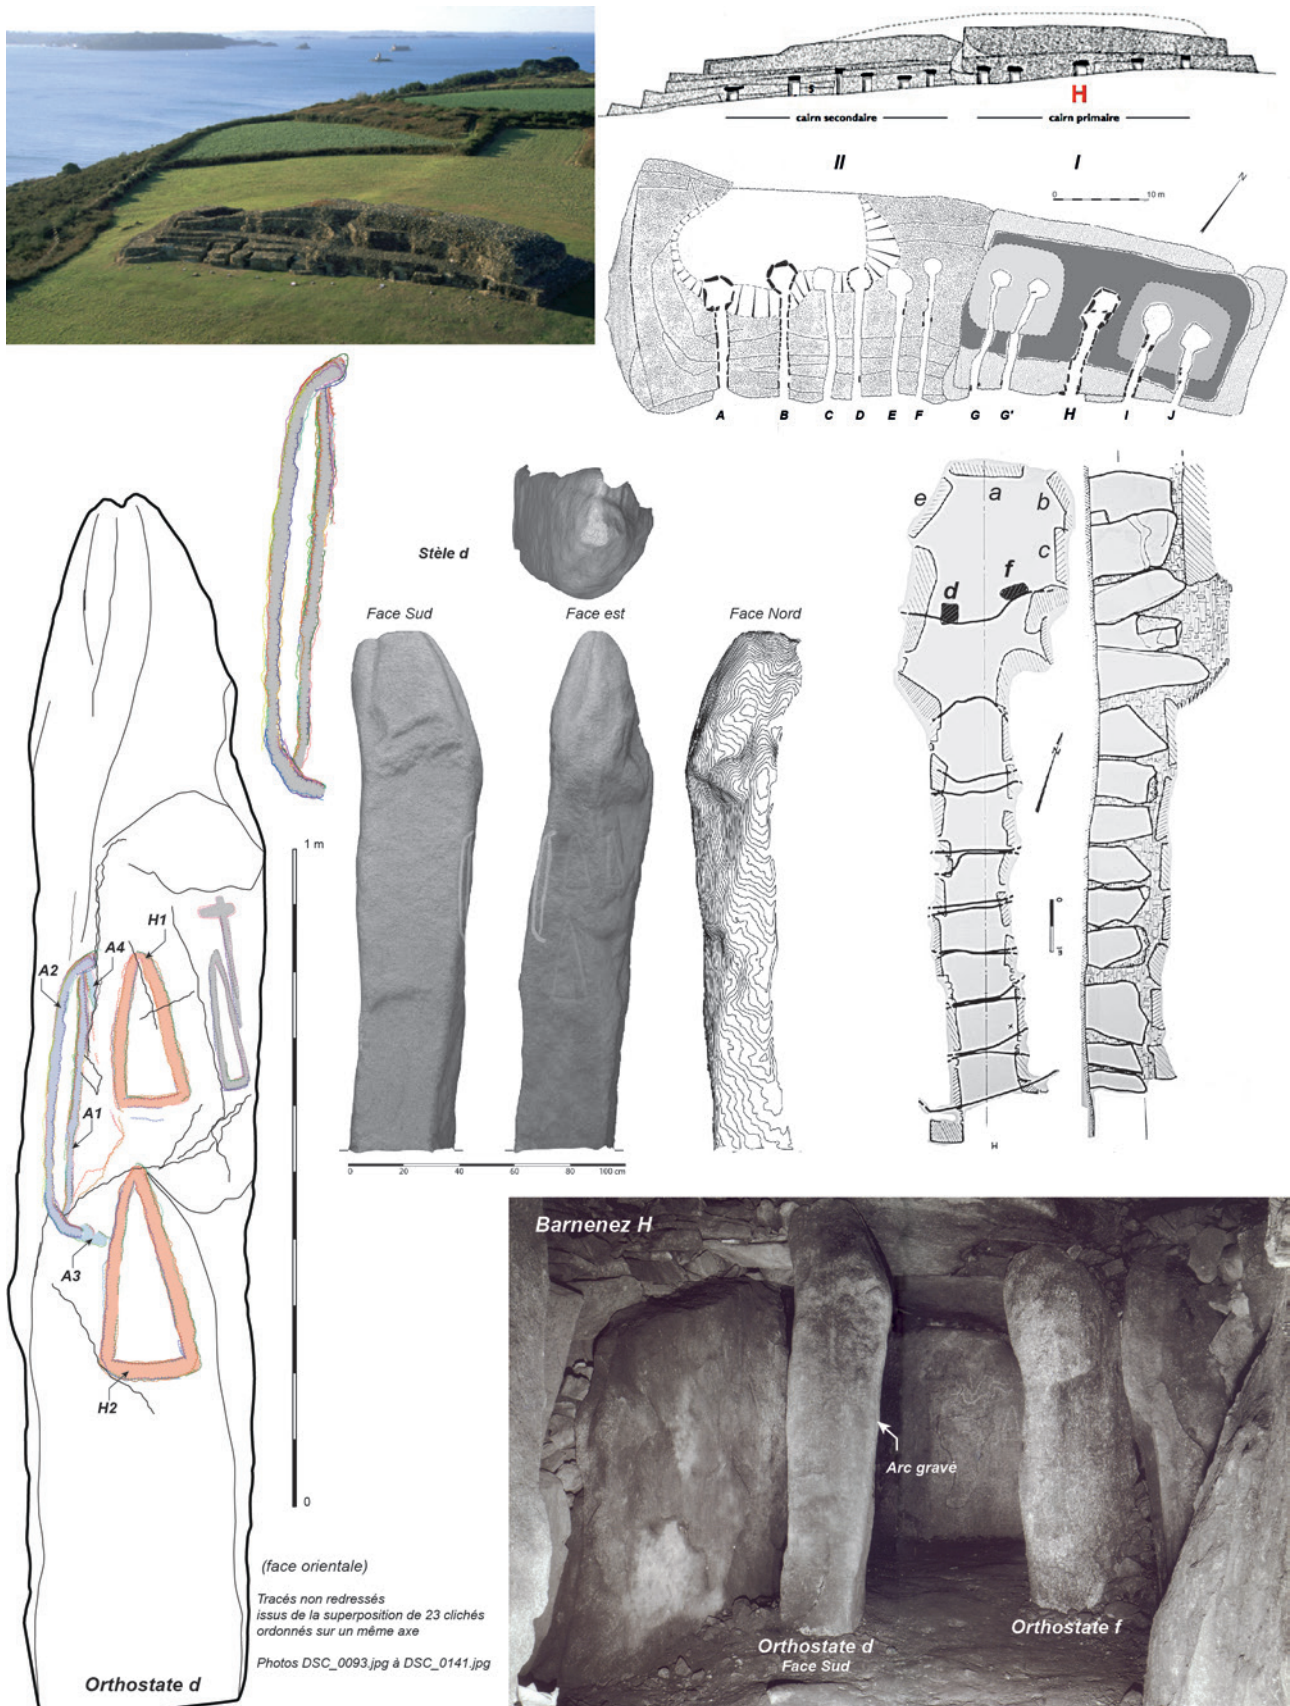 S
H
cairn secondaire
cairn primaire
II
I
0
10 m
N
A
B
C
D
E
F
G
G'
H
I
J
Stèle d
Face Sud
Face est
Face Nord
0
20
40
60
80
100 cm
e
a
b
c
d
f
N
0
1m
x
H
1 m
0
H1
A4
A2
A1
A3
H2
(face orientale)
Tracés non redressés
issus de la superposition de 23 clichés
ordonnés sur un même axe
Photos DSC_0093.jpg à DSC_0141.jpg
Orthostate d
Barnenez H
Arc gravé
Orthostate d
Face Sud
Orthostate f